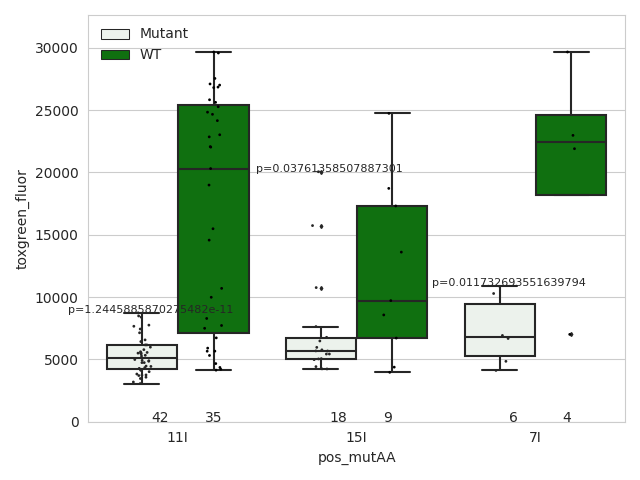 Mutant
WT
30000
25000
20000
15000
10000
5000
0
toxgreen_fluor
p=0.03761358507887301
p=0.011732693551639794
p=1.2445885870275482e-11
42 35 18 9 6 4
11I 15I 7I
pos_mutAA